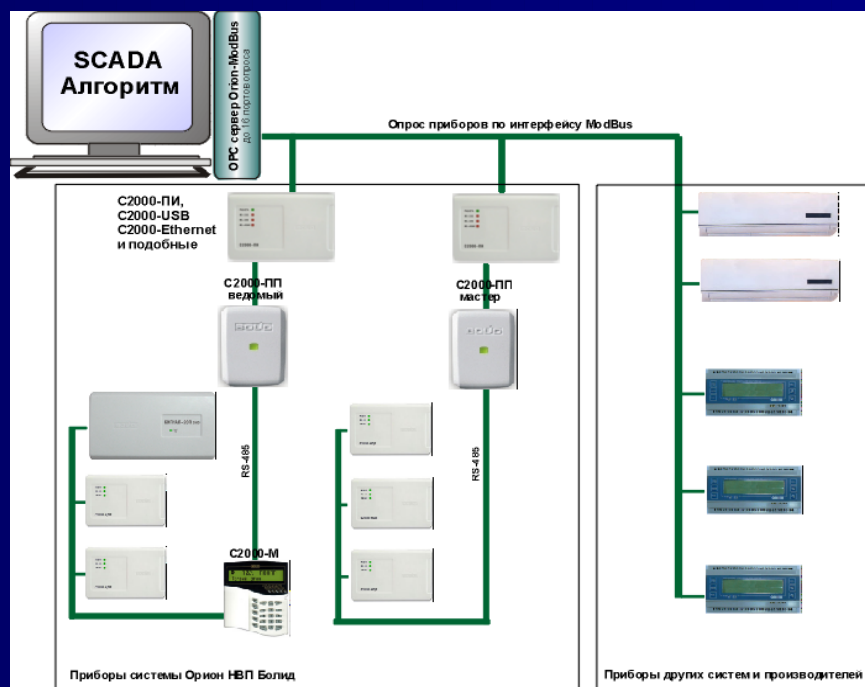 SCADA
Алгоритм
ОРС сервер Orion-ModBus
до 16 портов опроса
Опрос приборов по интерфейсу ModBus
С2000-ПИ,
С2000-USB
С2000-Ethernet
и подобные
С2000-ПП
ведомый
С2000-ПП
мастер
RS-485
RS-485
С2000-М
Приборы системы Орион НВП Болид
Приборы других систем и производителей